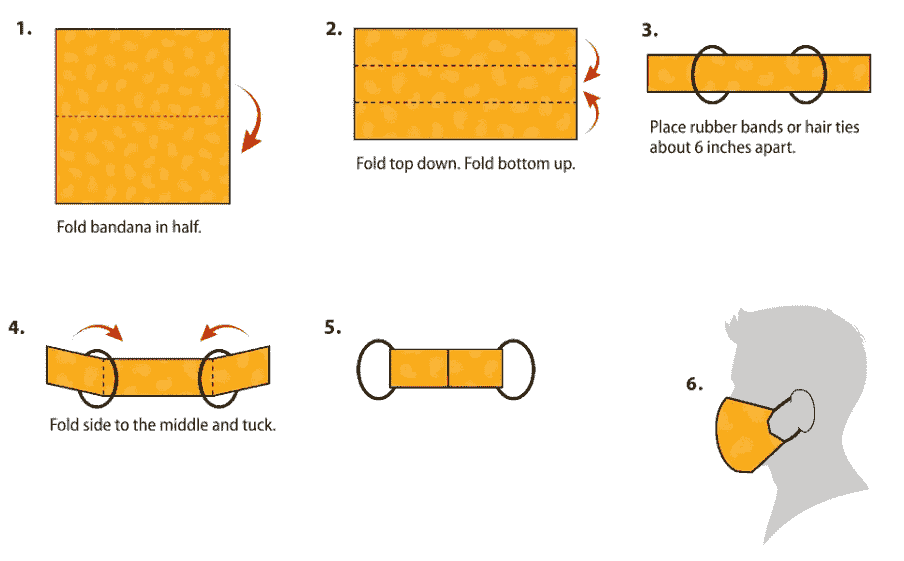 1.
Fold bandana in half.
2.
Fold top down. Fold bottom up.
3.
Place rubber bands or hair ties
about 6 inches apart.
4.
Fold side to the middle and tuck.
5.
6.